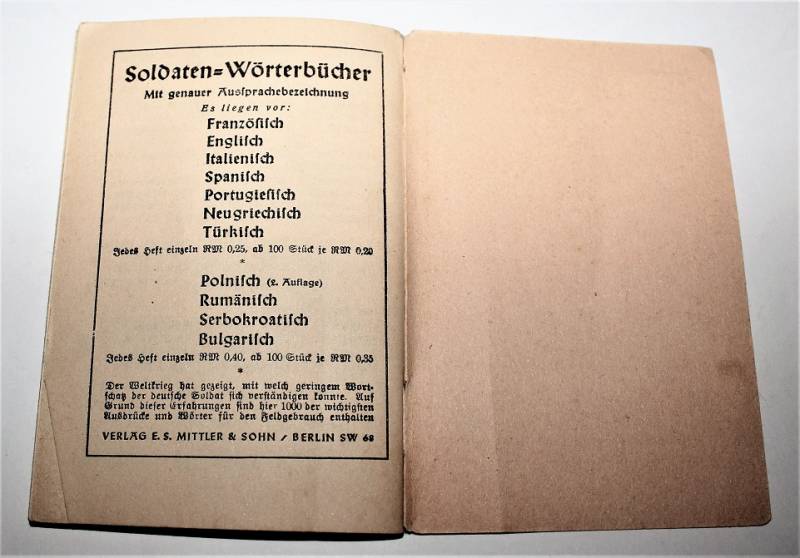 Soldaten=Wörterbücher
Mit genauer Ausſprachebezeichnung
Es liegen vor:
Franzöſiſch
Engliſch
Italieniſch
Spaniſch
Portugieſiſch
Neugriechiſch
Türkiſch
Jedes Heft einzeln RM 0,25, ab 100 Stück je RM 0,20
*
Polniſch (2. Auflage)
Rumäniſch
Serbokroatiſch
Bulgariſch
Jedes Heft einzeln RM 0,40, ab 100 Stück je RM 0,35
*
Der Weltkrieg hat gezeigt, mit welch geringem Wort-
ſchatz der deutſche Soldat ſich verſtändigen konnte. Auf
Grund dieſer Erfahrungen ſind hier 1000 der wichtigſten
Ausdrücke und Wörter für den Feldgebrauch enthalten
VERLAG E. S. MITTLER & SOHN / BERLIN SW 68